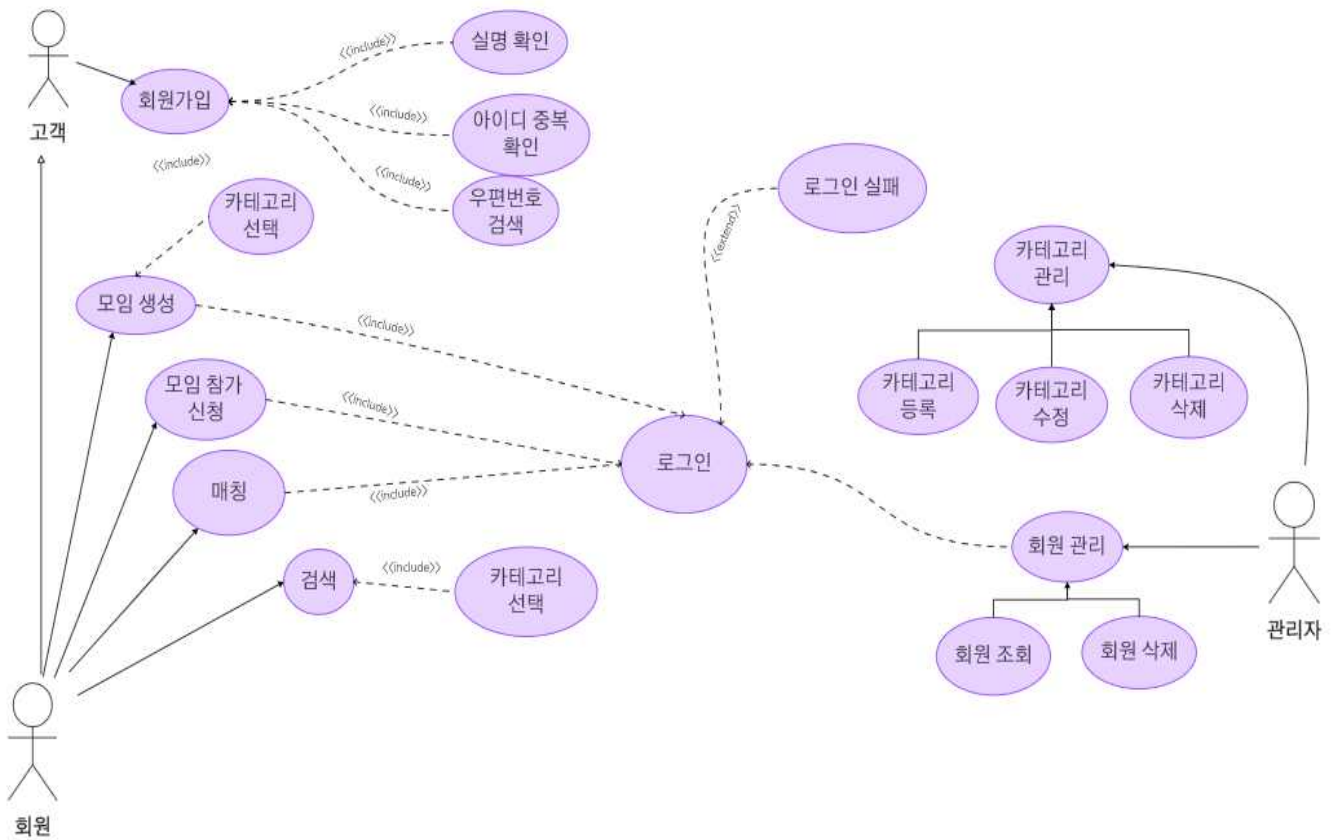 실명 확인
<<include>>
회원가입
<<include>>
아이디 중복
확인
고객
<<include>>
<<include>>
우편번호
검색
로그인 실패
카테고리
선택
<<extend>>
카테고리
관리
모임 생성
<<include>>
모임 참가
신청
<<include>>
카테고리
등록
카테고리
수정
카테고리
삭제
로그인
매칭
<<include>>
회원 관리
검색
<<include>>
카테고리
선택
관리자
회원 조회
회원 삭제
회원